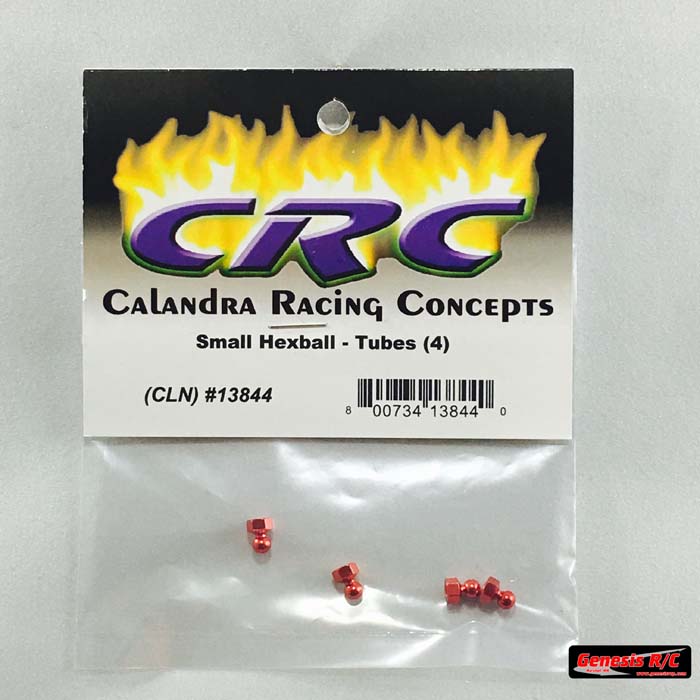 CRC
Calandra Racing Concepts
Small Hexball - Tubes (4)
(CLN) #13844
8 00734 13844 0
Genesis R/C